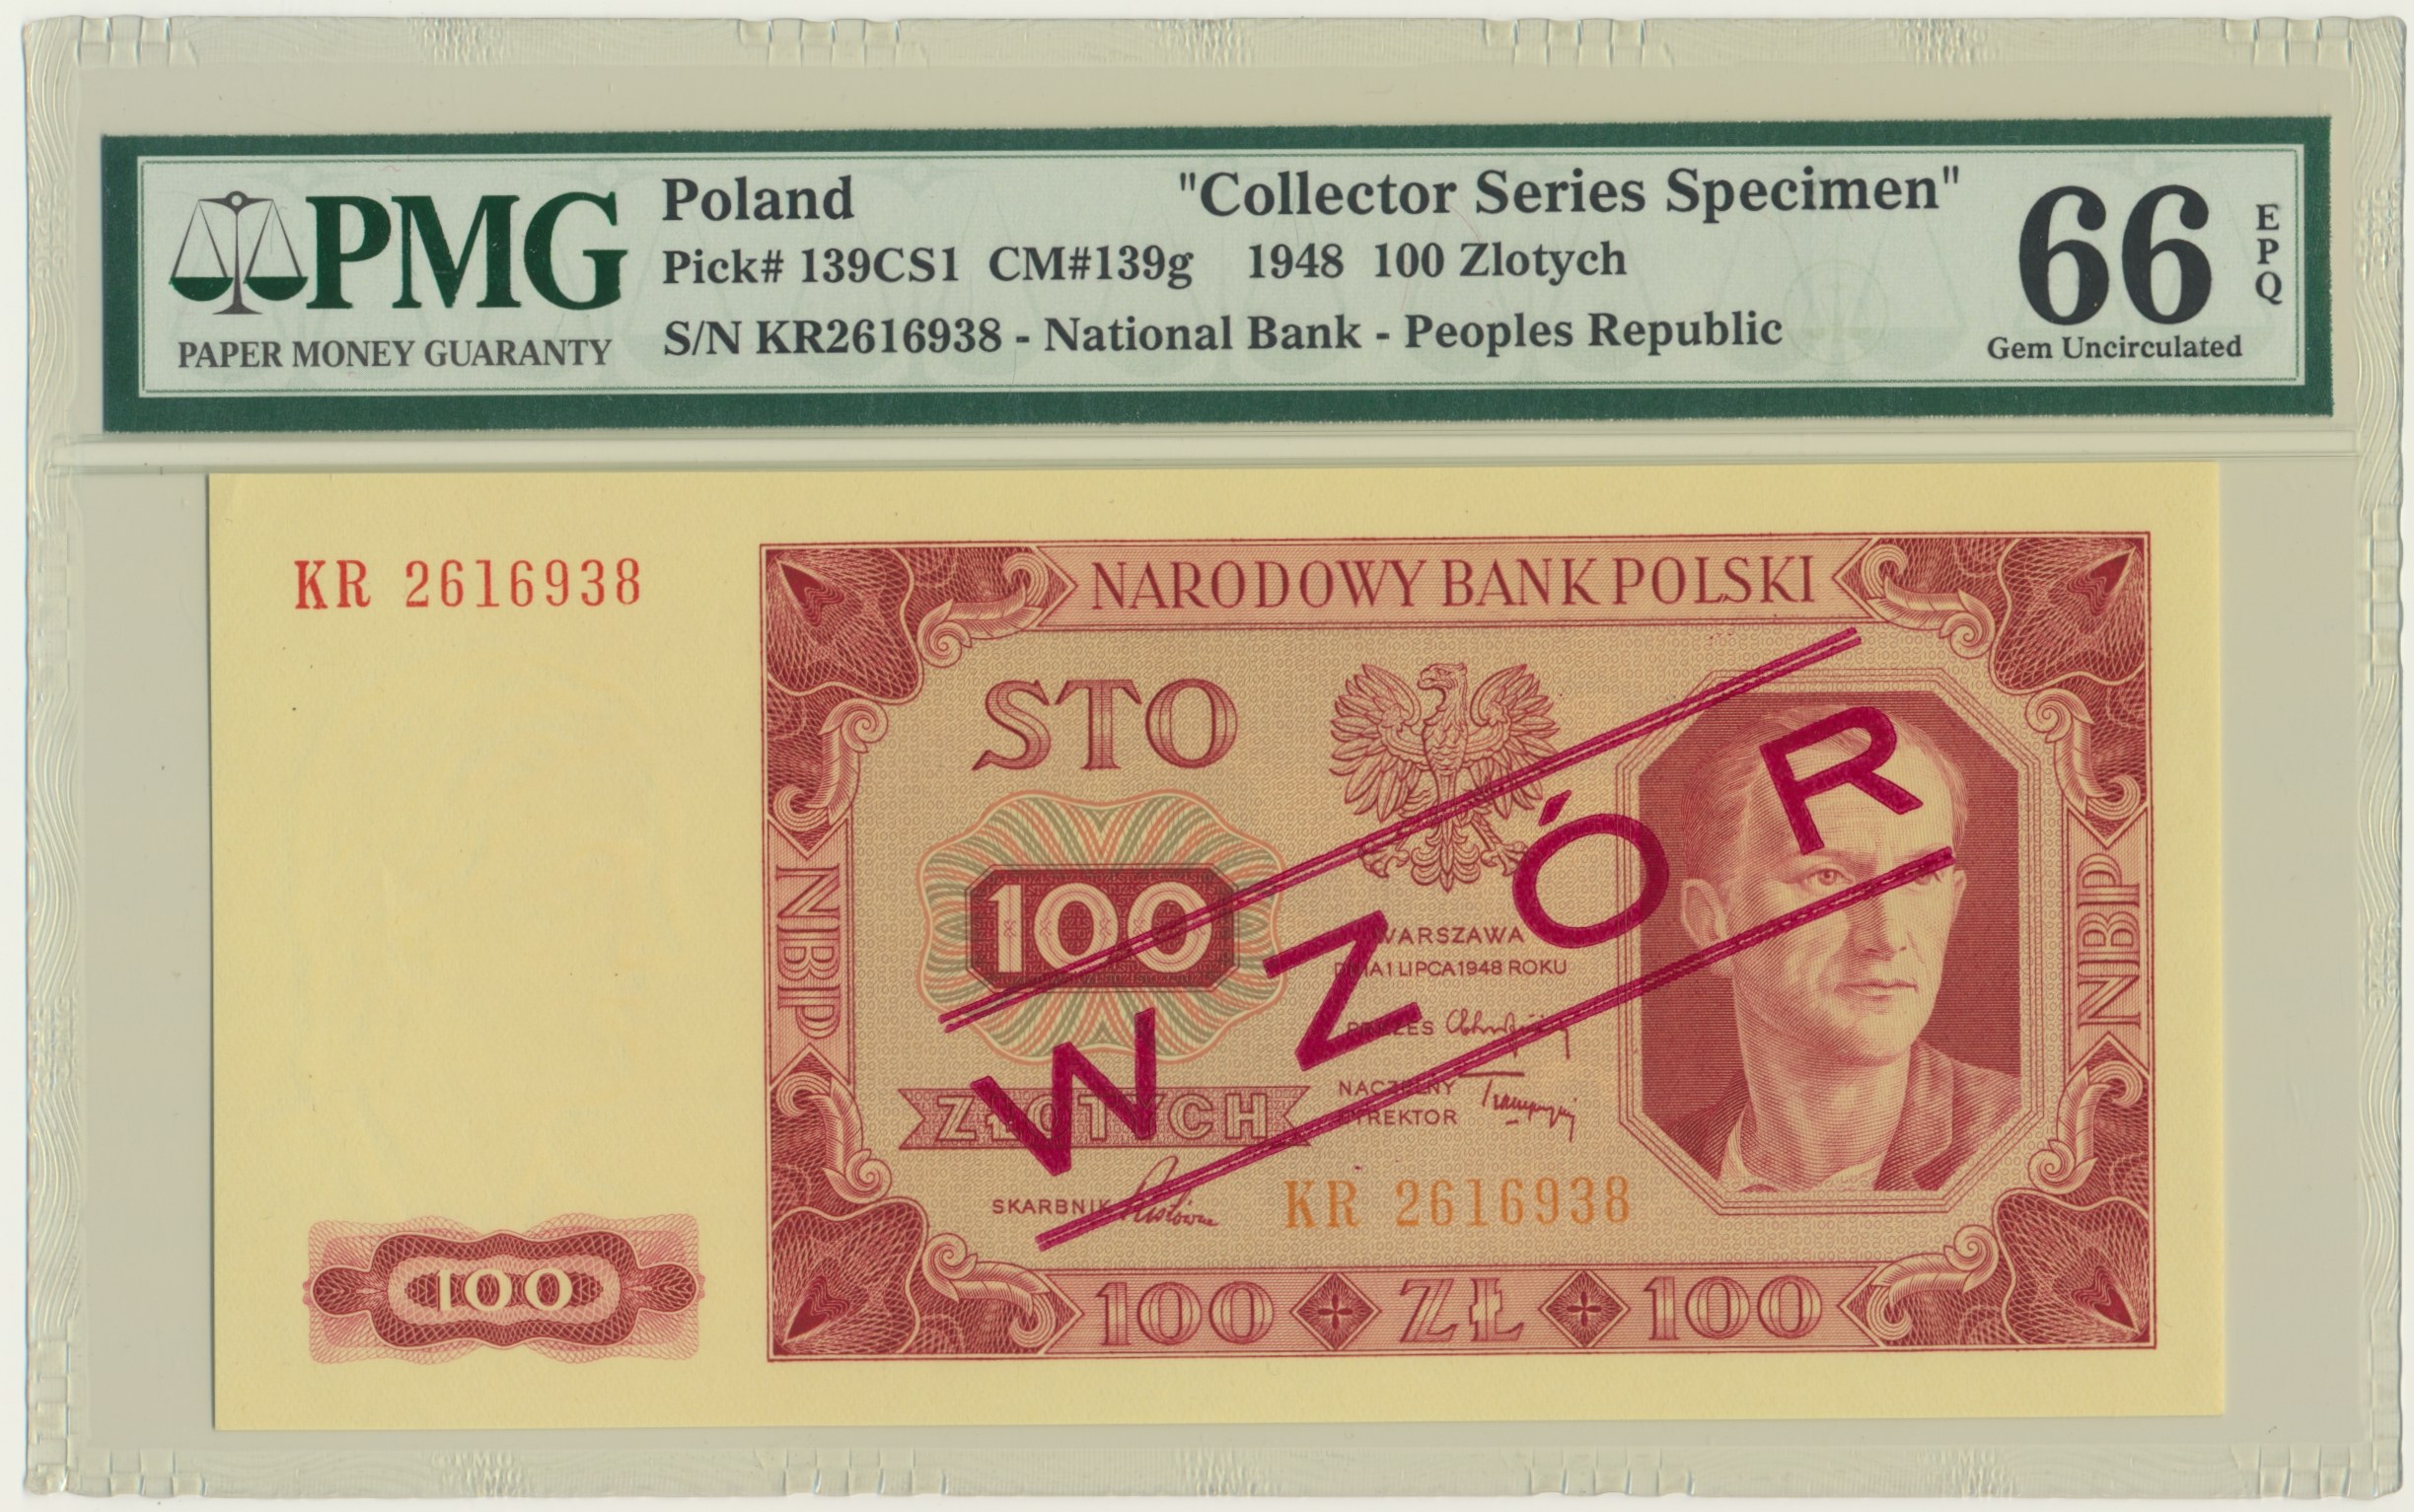 PMG
PAPER MONEY GUARANTY
Poland "Collector Series Specimen"
Pick# 139CS1 CM#139g 1948 100 Zlotych
S/N KR2616938 - National Bank - Peoples Republic
66
EPQ
Gem Uncirculated
KR 2616938
NARODOWY BANK POLSKI
STO
100
ZŁOTYCH
WZÓR
WARSZAWA
DNIA 1 LIPCA 1948 ROKU
PREZES
NACZELNY
DYREKTOR
SKARBNIK
KR 2616938
NBP
NBP
100
100 ZŁ 100